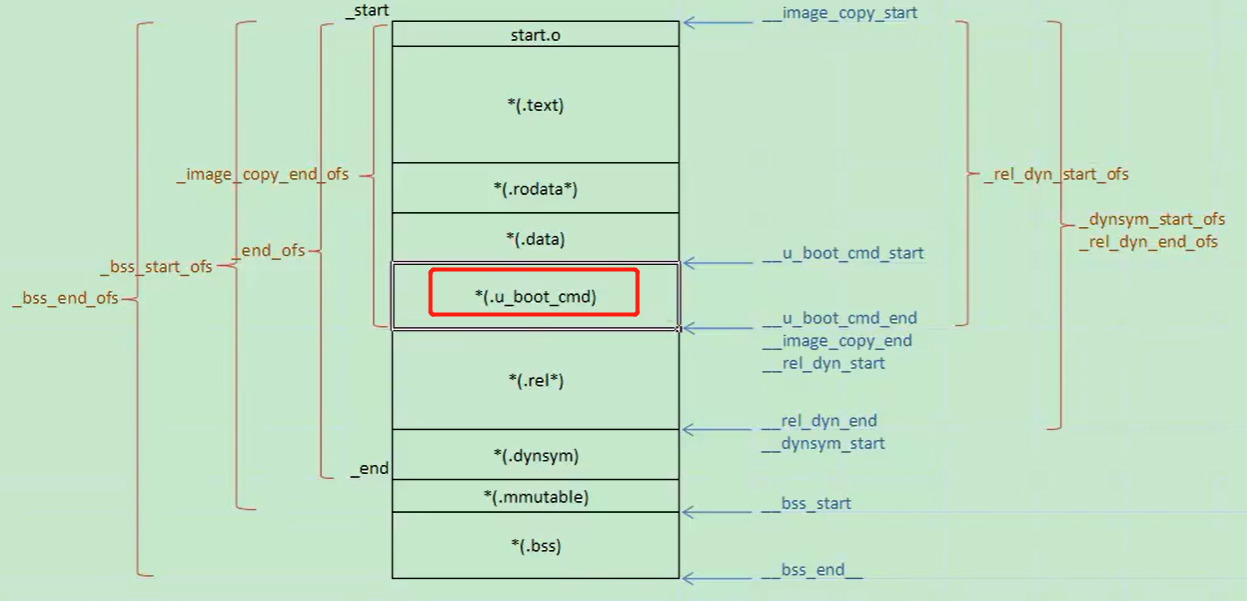 _start
__image_copy_start
start.o
*(.text)
_image_copy_end_ofs
_rel_dyn_start_ofs
*(.rodata*)
_dynsym_start_ofs
_rel_dyn_end_ofs
*(.data)
_end_ofs
__u_boot_cmd_start
_bss_start_ofs
_bss_end_ofs
*(.u_boot_cmd)
__u_boot_cmd_end
__image_copy_end
__rel_dyn_start
*(.rel*)
__rel_dyn_end
__dynsym_start
*(.dynsym)
_end
*(.mmutable)
__bss_start
*(.bss)
__bss_end__